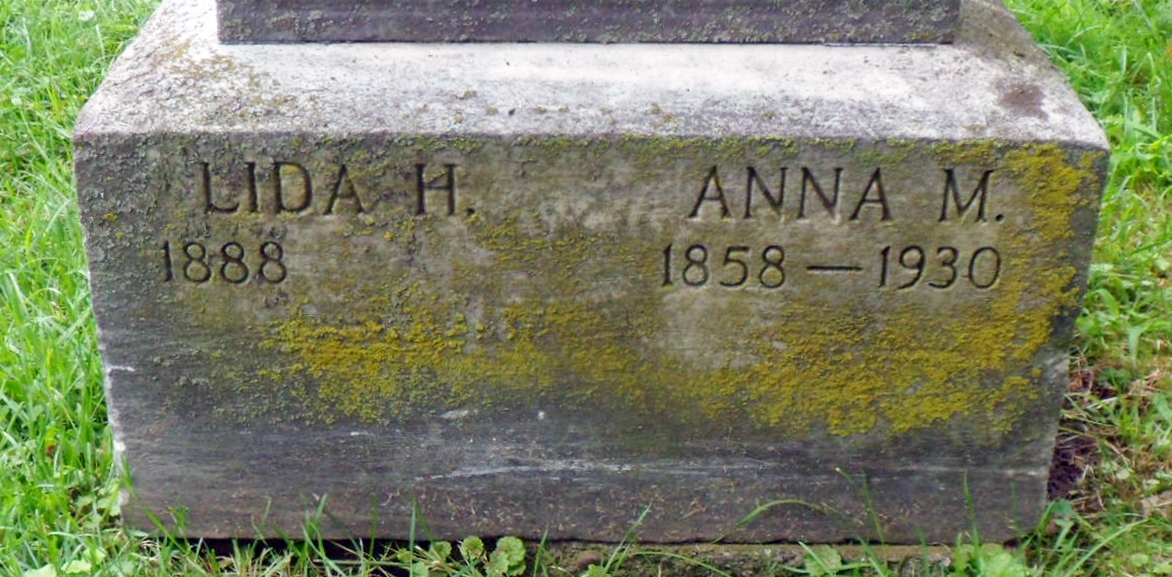 LIDA H.
1888
ANNA M.
1858 — 1930